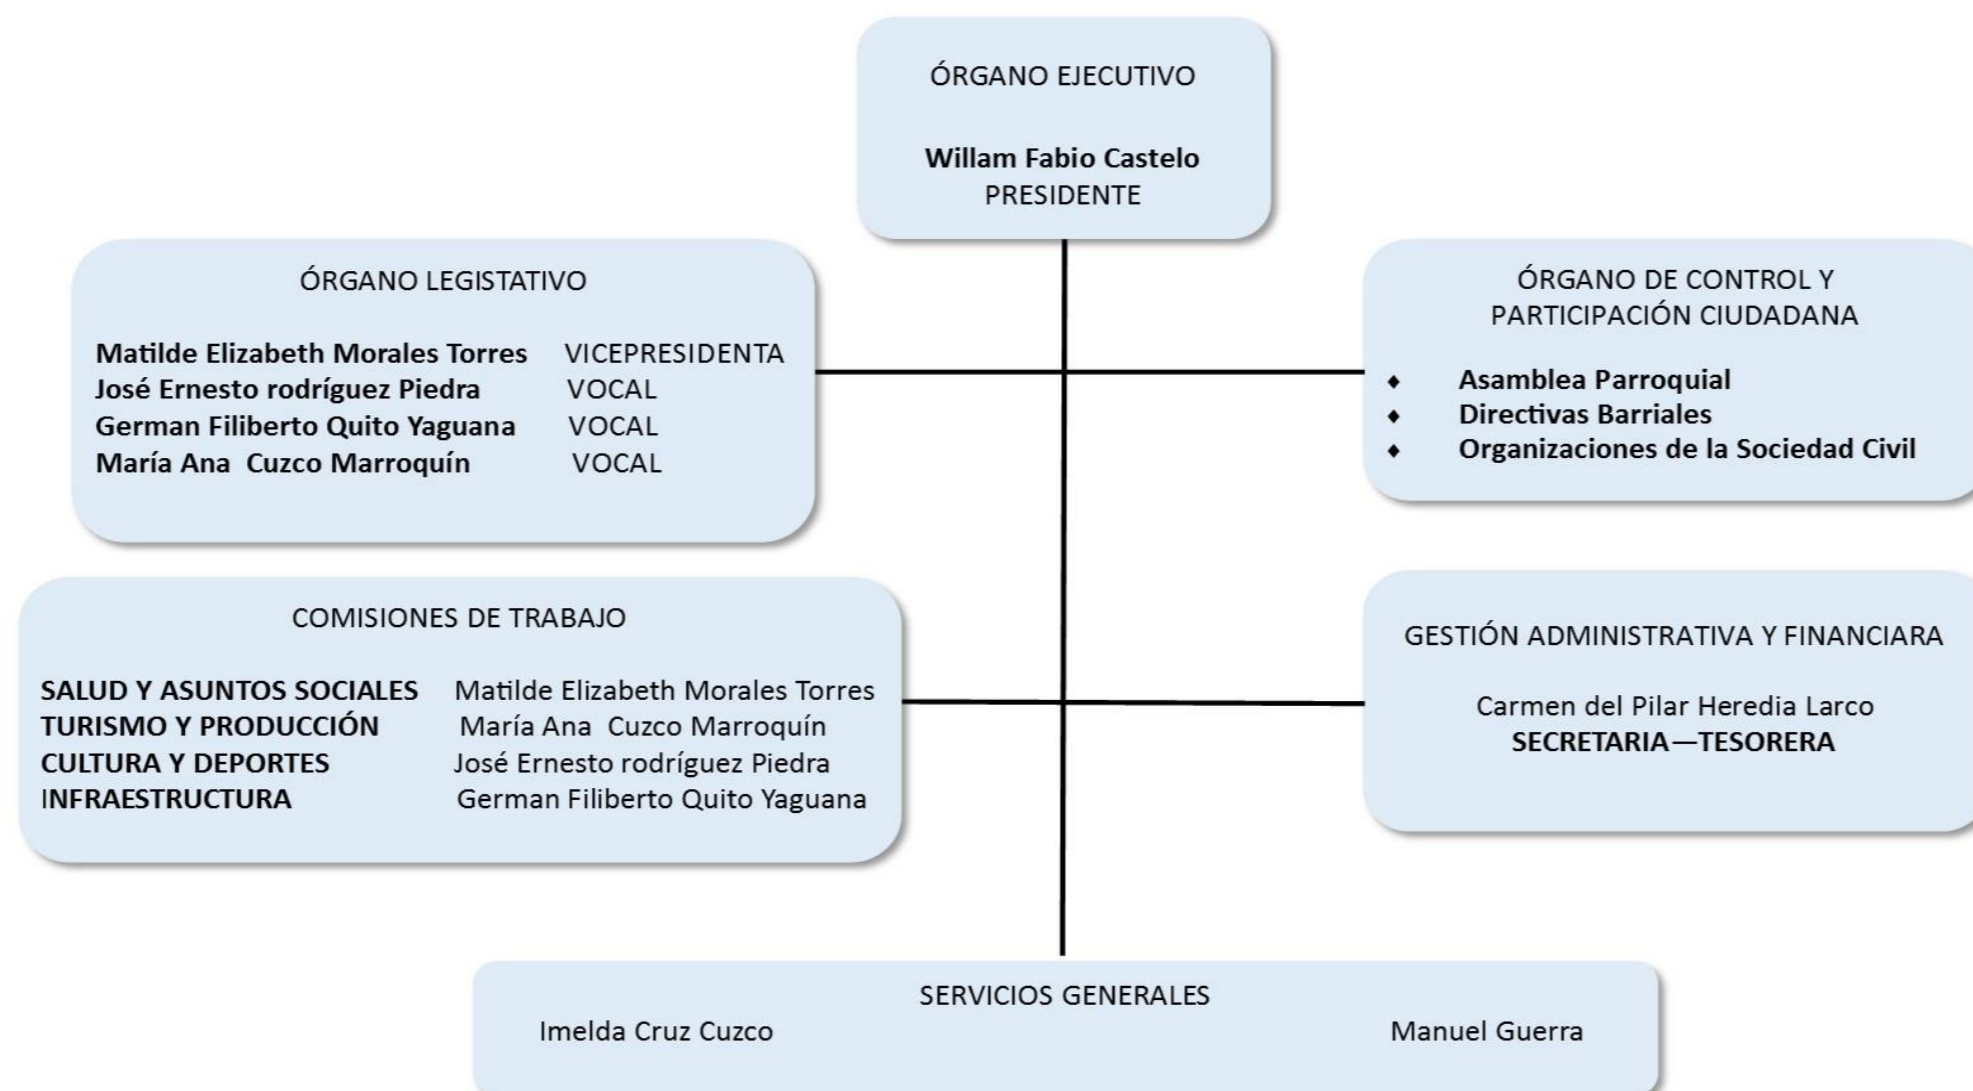 ÓRGANO EJECUTIVO
Willam Fabio Castelo
PRESIDENTE
ÓRGANO LEGISTATIVO
Matilde Elizabeth Morales Torres VICEPRESIDENTA
José Ernesto rodríguez Piedra VOCAL
German Filiberto Quito Yaguana VOCAL
María Ana Cuzco Marroquín VOCAL
ÓRGANO DE CONTROL Y
PARTICIPACIÓN CIUDADANA
♦ Asamblea Parroquial
♦ Directivas Barriales
♦ Organizaciones de la Sociedad Civil
COMISIONES DE TRABAJO
SALUD Y ASUNTOS SOCIALES Matilde Elizabeth Morales Torres
TURISMO Y PRODUCCIÓN María Ana Cuzco Marroquín
CULTURA Y DEPORTES José Ernesto rodríguez Piedra
INFRAESTRUCTURA German Filiberto Quito Yaguana
GESTIÓN ADMINISTRATIVA Y FINANCIARA
Carmen del Pilar Heredia Larco
SECRETARIA—TESORERA
SERVICIOS GENERALES
Imelda Cruz Cuzco Manuel Guerra